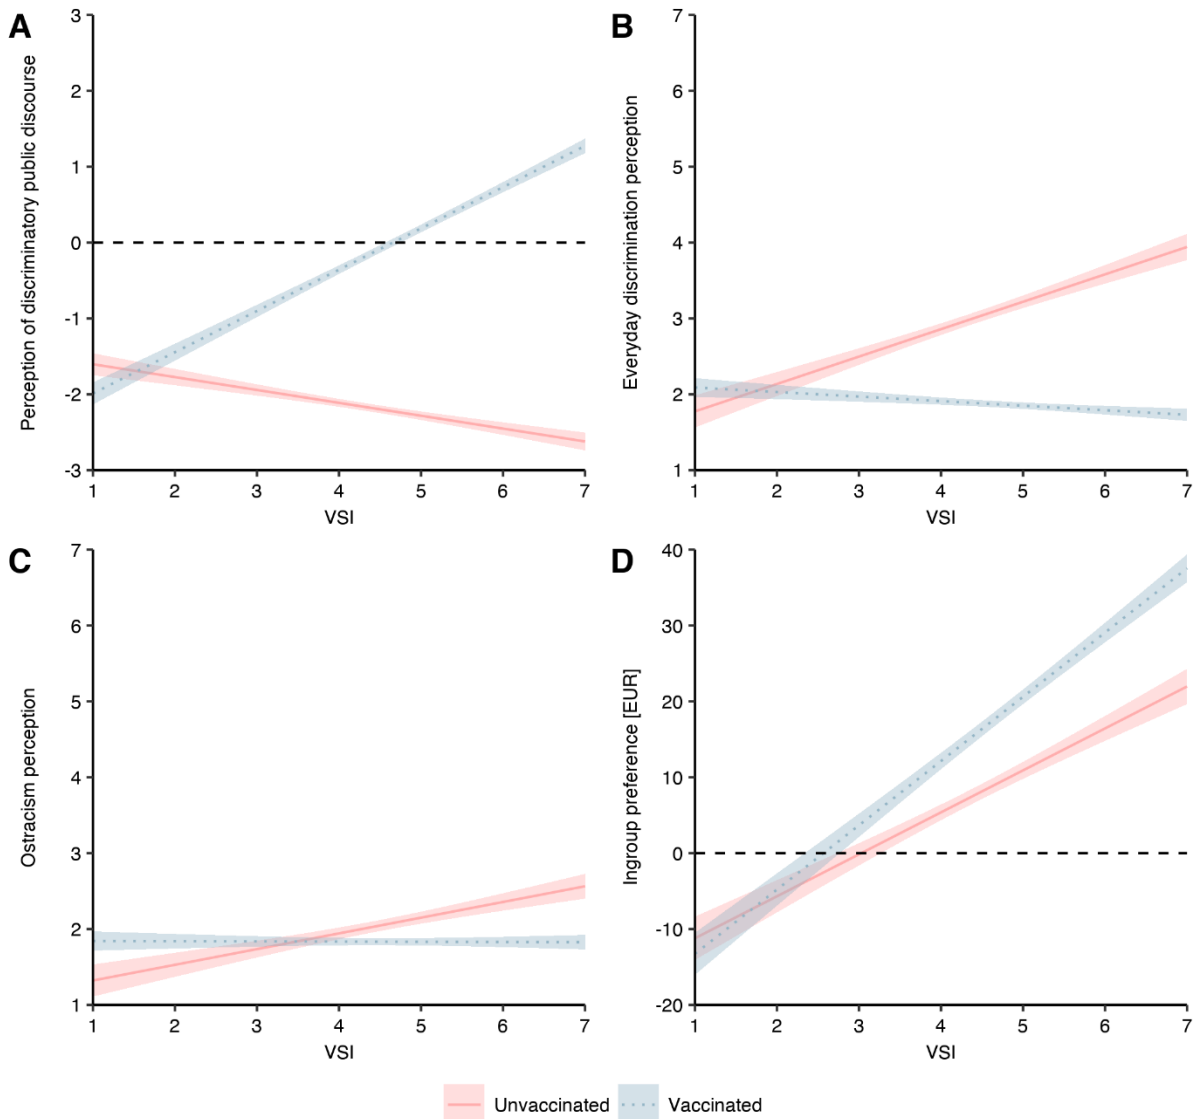 A
Perception of discriminatory public discourse
3
2
1
0
-1
-2
-3
1 2 3 4 5 6 7
VSI
B
Everyday discrimination perception
7
6
5
4
3
2
1
1 2 3 4 5 6 7
VSI
C
Ostracism perception
7
6
5
4
3
2
1
1 2 3 4 5 6 7
VSI
D
Ingroup preference [EUR]
40
30
20
10
0
-10
-20
1 2 3 4 5 6 7
VSI
Unvaccinated Vaccinated